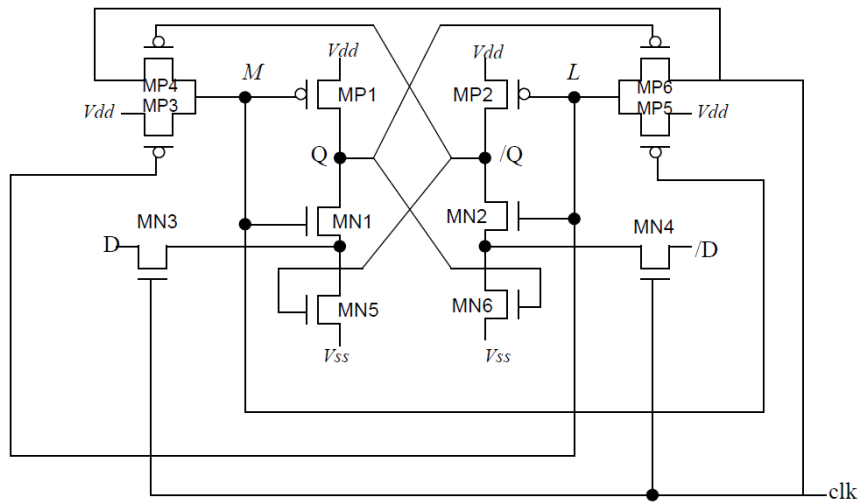 Vdd
Vdd
M
L
MP4
MP1
MP2
MP6
MP3
MP5
Vdd
Vdd
Q
/Q
MN3
MN1
MN2
MN4
D
/D
MN5
MN6
Vss
Vss
clk